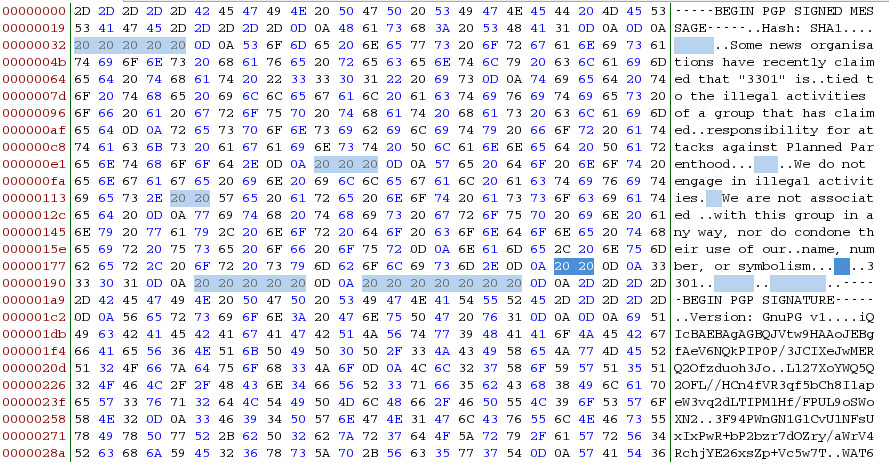 00000000 2D 2D 2D 2D 2D 42 45 47 49 4E 20 50 47 50 20 53 49 47 4E 45 44 20 4D 45 53 -----BEGIN PGP SIGNED MES
00000019 53 41 47 45 2D 2D 2D 2D 2D 0D 0A 48 61 73 68 3A 20 53 48 41 31 0D 0A 0D 0A SAGE-----..Hash: SHA1....
00000032 20 20 20 20 20 0D 0A 53 6F 6D 65 20 6E 65 77 73 20 6F 72 67 61 6E 69 73 61      ..Some news organisa
0000004b 74 69 6F 6E 73 20 68 61 76 65 20 72 65 63 65 6E 74 6C 79 20 63 6C 61 69 6D tions have recently claim
00000064 65 64 20 74 68 61 74 20 22 33 33 30 31 22 20 69 73 0D 0A 74 69 65 64 20 74 ed that "3301" is..tied t
0000007d 6F 20 74 68 65 20 69 6C 6C 65 67 61 6C 20 61 63 74 69 76 69 74 69 65 73 20 o the illegal activities
00000096 6F 66 20 61 20 67 72 6F 75 70 20 74 68 61 74 20 68 61 73 20 63 6C 61 69 6D of a group that has claim
000000af 65 64 0D 0A 72 65 73 70 6F 6E 73 69 62 69 6C 69 74 79 20 66 6F 72 20 61 74 ed..responsibility for at
000000c8 74 61 63 6B 73 20 61 67 61 69 6E 73 74 20 50 6C 61 6E 6E 65 64 20 50 61 72 tacks against Planned Par
000000e1 65 6E 74 68 6F 6F 64 2E 0D 0A 20 20 20 0D 0A 57 65 20 64 6F 20 6E 6F 74 20 enthood...   ..We do not
000000fa 65 6E 67 61 67 65 20 69 6E 20 69 6C 6C 65 67 61 6C 20 61 63 74 69 76 69 74 engage in illegal activit
00000113 69 65 73 2E 20 20 57 65 20 61 72 65 20 6E 6F 74 20 61 73 73 6F 63 69 61 74 ies.  We are not associat
0000012c 65 64 20 0D 0A 77 69 74 68 20 74 68 69 73 20 67 72 6F 75 70 20 69 6E 20 61 ed ..with this group in a
00000145 6E 79 20 77 61 79 2C 20 6E 6F 72 20 64 6F 20 63 6F 6E 64 6F 6E 65 20 74 68 ny way, nor do condone th
0000015e 65 69 72 20 75 73 65 20 6F 66 20 6F 75 72 0D 0A 6E 61 6D 65 2C 20 6E 75 6D eir use of our..name, num
00000177 62 65 72 2C 20 6F 72 20 73 79 6D 62 6F 6C 69 73 6D 2E 0D 0A 20 20 0D 0A 33 ber, or symbolism...  ..3
00000190 33 30 31 0D 0A 20 20 20 20 20 0D 0A 20 20 20 20 20 20 20 0D 0A 2D 2D 2D 2D 301..     ..       ..----
000001a9 2D 42 45 47 49 4E 20 50 47 50 20 53 49 47 4E 41 54 55 52 45 2D 2D 2D 2D 2D -BEGIN PGP SIGNATURE-----
000001c2 0D 0A 56 65 72 73 69 6F 6E 3A 20 47 6E 75 50 47 20 76 31 0D 0A 0D 0A 69 51 ..Version: GnuPG v1....iQ
000001db 49 63 42 41 45 42 41 67 41 47 42 51 4A 56 74 77 39 48 41 41 6F 4A 45 42 67 IcBAEBAgAGBQJVtw9HAAoJEBg
000001f4 66 41 65 56 36 4E 51 6B 50 49 50 30 50 2F 33 4A 43 49 58 65 4A 77 4D 45 52 fAeV6NQkPIP0P/3JCIXeJwMER
0000020d 51 32 4F 66 7A 64 75 6F 68 33 4A 6F 0D 0A 4C 6C 32 37 58 6F 59 57 51 35 51 Q2Ofzduoh3Jo..Ll27XoYWQ5Q
00000226 32 4F 46 4C 2F 2F 48 43 6E 34 66 56 52 33 71 66 35 62 43 68 38 49 6C 61 70 2OFL//HCn4fVR3qf5bCh8Ilap
0000023f 65 57 33 76 71 32 64 4C 54 49 50 4D 6C 48 66 2F 46 50 55 4C 39 6F 53 57 6F eW3vq2dLTIPMlHf/FPUL9oSWo
00000258 58 4E 32 0D 0A 33 46 39 34 50 57 6E 47 4E 31 47 6C 43 76 55 6C 4E 46 73 55 XN2..3F94PWnGN1GlCvUlNFsU
00000271 78 49 78 50 77 52 2B 62 50 32 62 7A 72 37 64 4F 5A 72 79 2F 61 57 72 56 34 xIxPwR+bP2bzr7dOZry/aWrV4
0000028a 52 63 68 6A 59 45 32 36 78 73 5A 70 2B 56 63 35 77 37 54 0D 0A 57 41 54 36 RchjYE26xsZp+Vc5w7T..WAT6